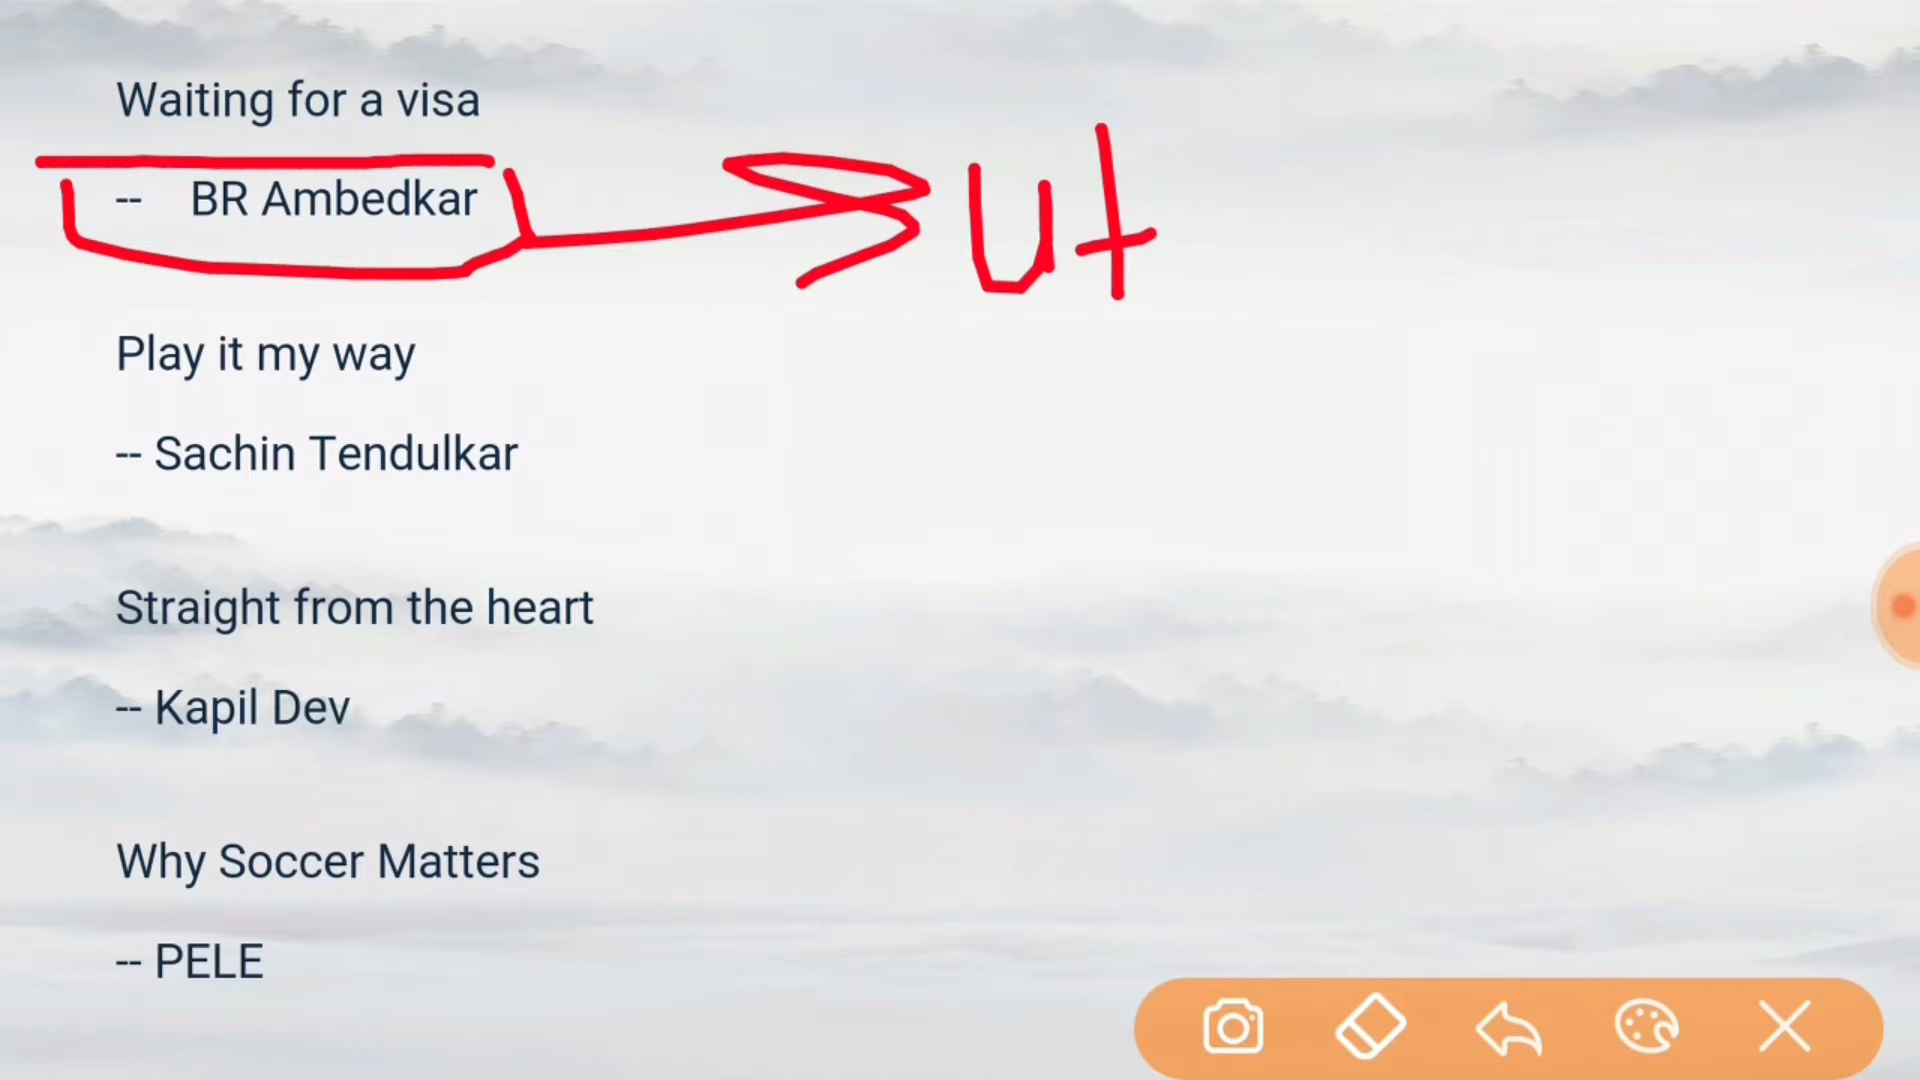 Waiting for a visa
-- BR Ambedkar
ut
Play it my way
-- Sachin Tendulkar
Straight from the heart
-- Kapil Dev
Why Soccer Matters
-- PELE